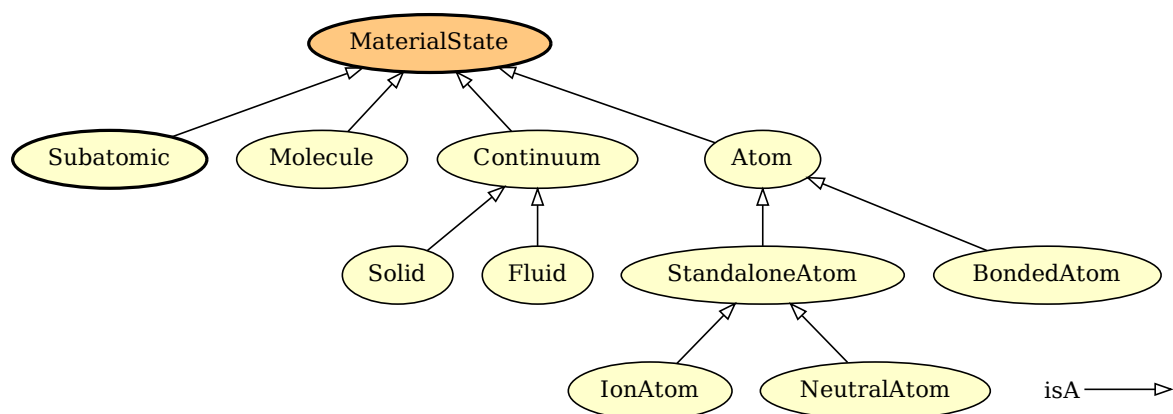 MaterialState
Subatomic
Molecule
Continuum
Atom
Solid
Fluid
StandaloneAtom
BondedAtom
IonAtom
NeutralAtom
isA